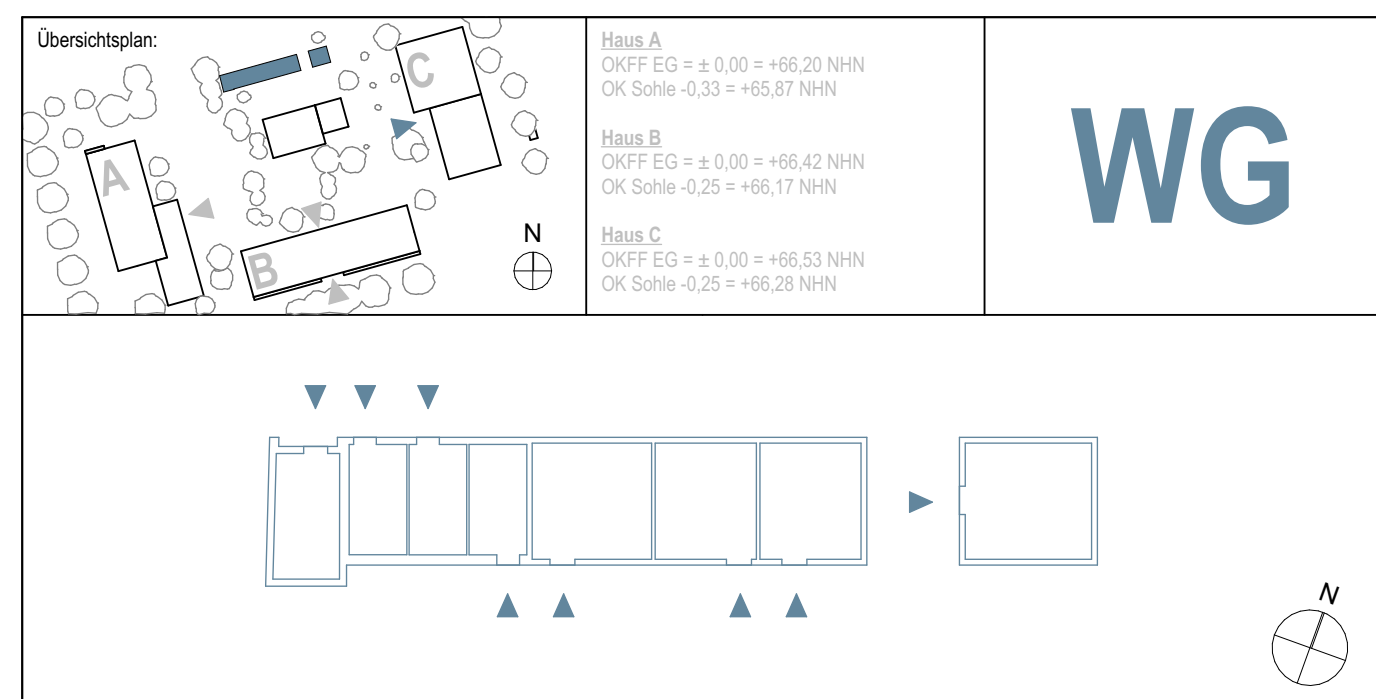 Übersichtsplan:
A
B
C
N
Haus A
OKFF EG = ± 0,00 = +66,20 NHN
OK Sohle -0,33 = +65,87 NHN
Haus B
OKFF EG = ± 0,00 = +66,42 NHN
OK Sohle -0,25 = +66,17 NHN
Haus C
OKFF EG = ± 0,00 = +66,53 NHN
OK Sohle -0,25 = +66,28 NHN
WG
N